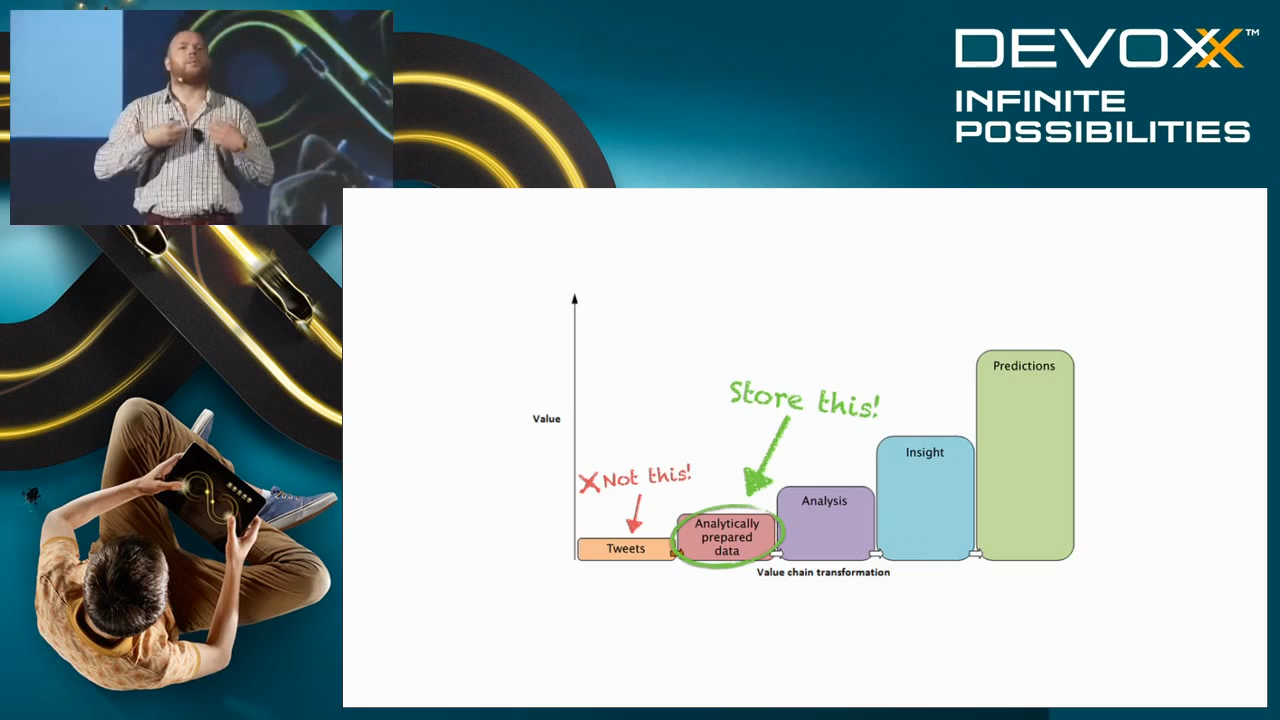 DEVOXX™
INFINITE
POSSIBILITIES
Value
Store this!
X Not this!
Tweets
Analytically
prepared
data
Analysis
Insight
Predictions
Value chain transformation